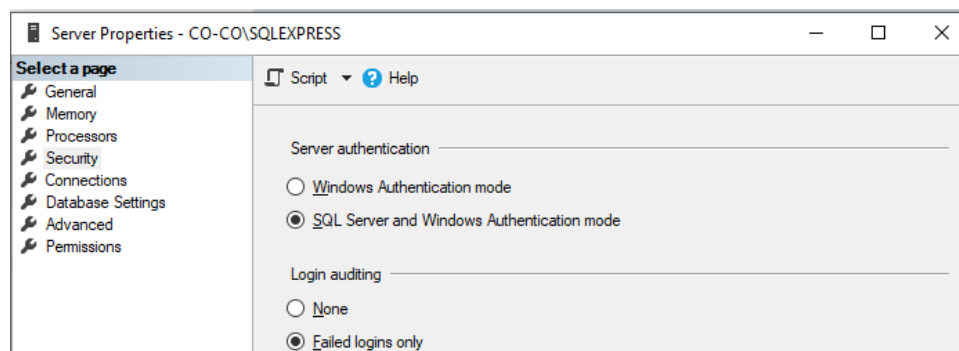 Server Properties - CO-CO\SQLEXPRESS
Select a page
General
Memory
Processors
Security
Connections
Database Settings
Advanced
Permissions
Script
Help
Server authentication
Windows Authentication mode
SQL Server and Windows Authentication mode
Login auditing
None
Failed logins only